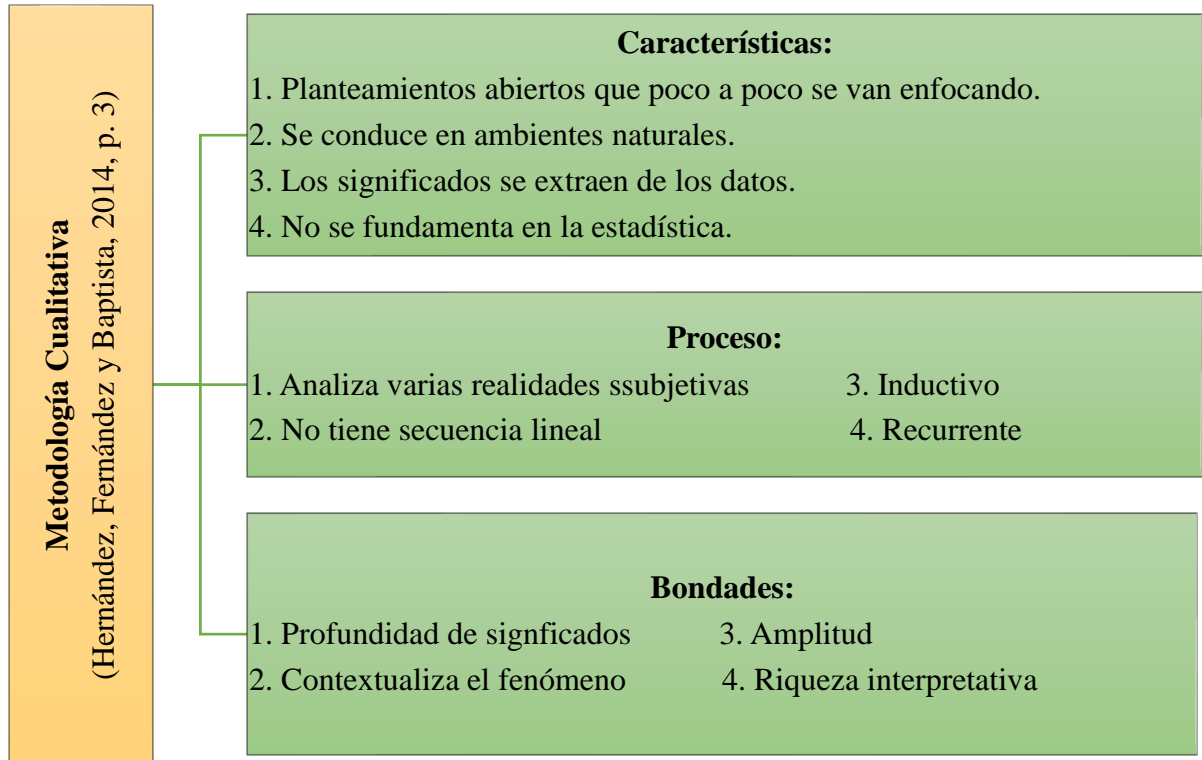 Metodología Cualitativa
(Hernández, Fernández y Baptista, 2014, p. 3)
Características:
1. Planteamientos abiertos que poco a poco se van enfocando.
2. Se conduce en ambientes naturales.
3. Los significados se extraen de los datos.
4. No se fundamenta en la estadística.
Proceso:
1. Analiza varias realidades ssubjetivas 3. Inductivo
2. No tiene secuencia lineal 4. Recurrente
Bondades:
1. Profundidad de signficados 3. Amplitud
2. Contextualiza el fenómeno 4. Riqueza interpretativa